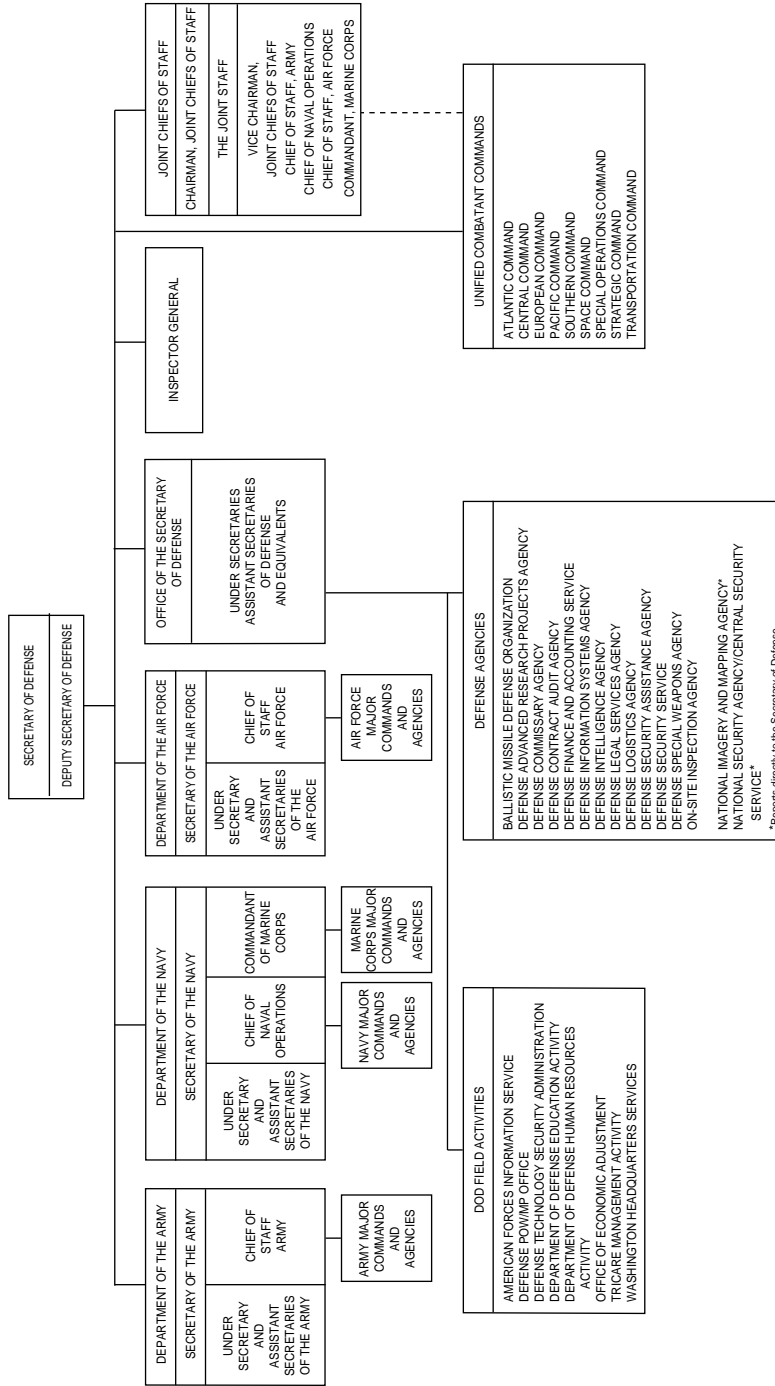 SECRETARY OF DEFENSE
DEPUTY SECRETARY OF DEFENSE
DEPARTMENT OF THE ARMY
SECRETARY OF THE ARMY
UNDER
SECRETARY
AND
ASSISTANT
SECRETARIES
OF THE ARMY
CHIEF OF
STAFF
ARMY
ARMY MAJOR
COMMANDS
AND
AGENCIES
DEPARTMENT OF THE NAVY
SECRETARY OF THE NAVY
UNDER
SECRETARY
AND
ASSISTANT
SECRETARIES
OF THE NAVY
CHIEF OF
NAVAL
OPERATIONS
COMMANDANT
OF MARINE
CORPS
NAVY MAJOR
COMMANDS
AND
AGENCIES
MARINE
CORPS MAJOR
COMMANDS
AND
AGENCIES
DEPARTMENT OF THE AIR FORCE
SECRETARY OF THE AIR FORCE
UNDER
SECRETARY
AND
ASSISTANT
SECRETARIES
OF THE
AIR FORCE
CHIEF OF
STAFF
AIR FORCE
AIR FORCE
MAJOR
COMMANDS
AND
AGENCIES
OFFICE OF THE SECRETARY
OF DEFENSE
UNDER SECRETARIES
ASSISTANT SECRETARIES
OF DEFENSE
AND EQUIVALENTS
INSPECTOR GENERAL
JOINT CHIEFS OF STAFF
CHAIRMAN, JOINT CHIEFS OF STAFF
THE JOINT STAFF
VICE CHAIRMAN,
JOINT CHIEFS OF STAFF
CHIEF OF STAFF, ARMY
CHIEF OF NAVAL OPERATIONS
CHIEF OF STAFF, AIR FORCE
COMMANDANT, MARINE CORPS
DOD FIELD ACTIVITIES
AMERICAN FORCES INFORMATION SERVICE
DEFENSE POW/MP OFFICE
DEFENSE TECHNOLOGY SECURITY ADMINISTRATION
DEPARTMENT OF DEFENSE EDUCATION ACTIVITY
DEPARTMENT OF DEFENSE HUMAN RESOURCES
ACTIVITY
OFFICE OF ECONOMIC ADJUSTMENT
TRICARE MANAGEMENT ACTIVITY
WASHINGTON HEADQUARTERS SERVICES
DEFENSE AGENCIES
BALLISTIC MISSILE DEFENSE ORGANIZATION
DEFENSE ADVANCED RESEARCH PROJECTS AGENCY
DEFENSE COMMISSARY AGENCY
DEFENSE CONTRACT AUDIT AGENCY
DEFENSE FINANCE AND ACCOUNTING SERVICE
DEFENSE INFORMATION SYSTEMS AGENCY
DEFENSE INTELLIGENCE AGENCY
DEFENSE LEGAL SERVICES AGENCY
DEFENSE LOGISTICS AGENCY
DEFENSE SECURITY ASSISTANCE AGENCY
DEFENSE SECURITY SERVICE
DEFENSE SPECIAL WEAPONS AGENCY
ON-SITE INSPECTION AGENCY
NATIONAL IMAGERY AND MAPPING AGENCY*
NATIONAL SECURITY AGENCY/CENTRAL SECURITY
SERVICE*
*Reports directly to the Secretary of Defense
UNIFIED COMBATANT COMMANDS
ATLANTIC COMMAND
CENTRAL COMMAND
EUROPEAN COMMAND
PACIFIC COMMAND
SOUTHERN COMMAND
SPACE COMMAND
SPECIAL OPERATIONS COMMAND
STRATEGIC COMMAND
TRANSPORTATION COMMAND